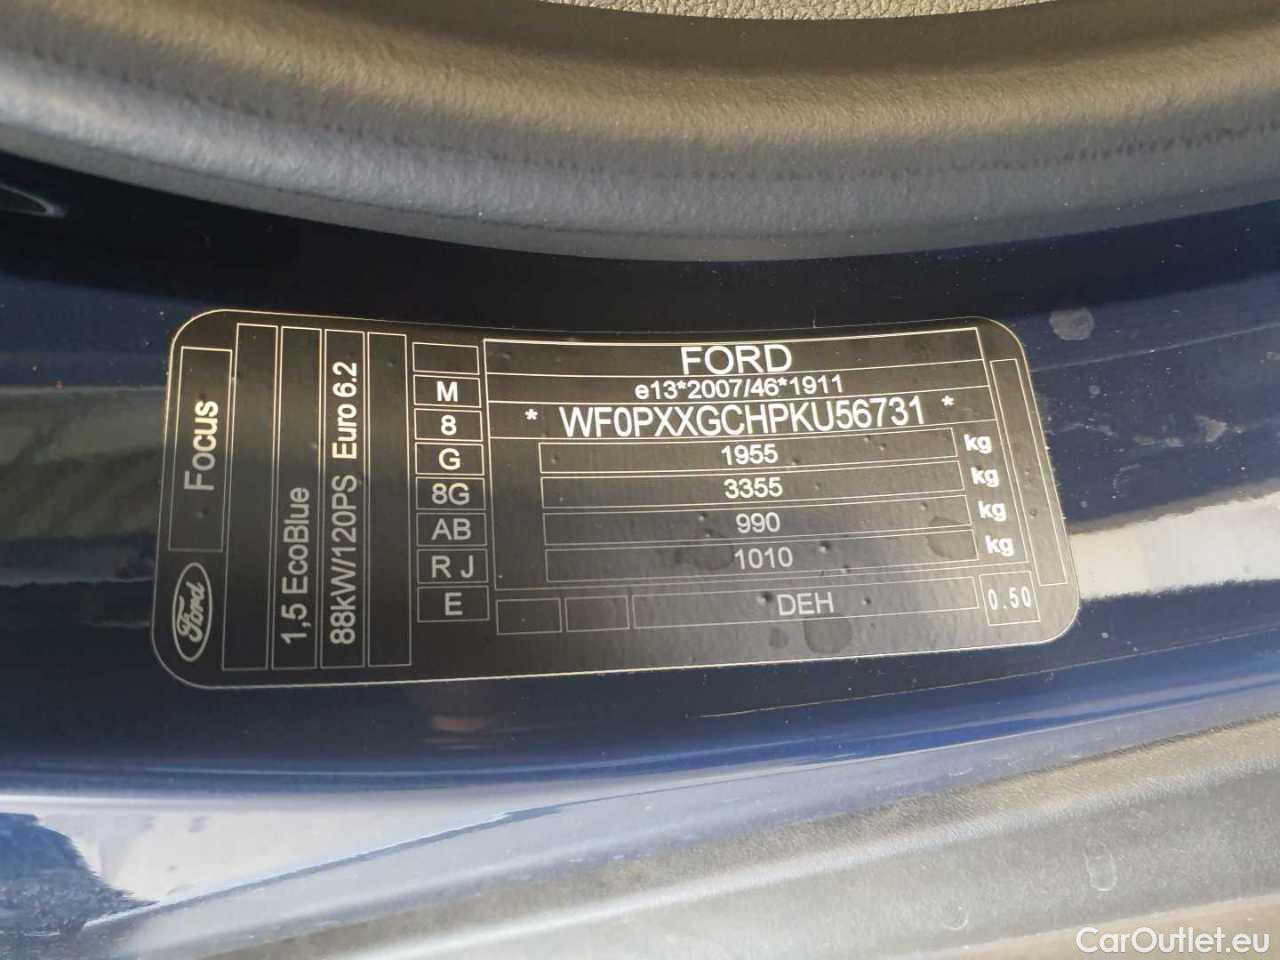 FORD
e13*2007/46*1911
* WF0PXXGCHPKU56731 *
1955 kg
3355 kg
990 kg
1010 kg
DEH 0.50
M
8
G
8G
AB
R J
E
88kW/120PS Euro 6.2
1,5 EcoBlue
Focus
Ford
CarOutlet.eu